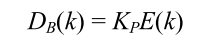 D_B(k) = K_P E(k)